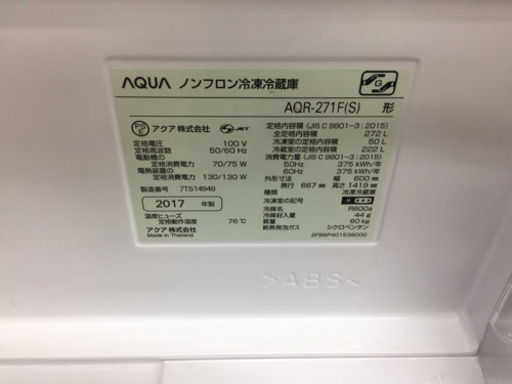 AQUA ノンフロン冷凍冷蔵庫
AQR-271F(S) 形
アクア株式会社
JET
定格電圧 100 V
定格周波数 50/60 Hz
電動機の
定格消費電力 70/75 W
電熱装置の
定格消費電力 130/130 W
製造番号 7TS14949
2017 年製
温度ヒューズ
定格動作温度 76℃
アクア株式会社
Made in Thailand
定格内容積 (JIS C 9801-3 : 2015)
全定格内容積 272 L
冷凍室の定格内容積 50 L
冷蔵室の定格内容積 222 L
消費電力量 (JIS C 9801-3 : 2015)
50Hz 375 kWh/年
60Hz 375 kWh/年
外形寸法 幅 600 mm
奥行 667 mm 高さ 1419 mm
種類 冷凍冷蔵庫
冷凍室の記号
冷媒名 R600a
冷媒封入量 44 g
質量 60 kg
断熱発泡ガス シクロペンタン
>ABS<